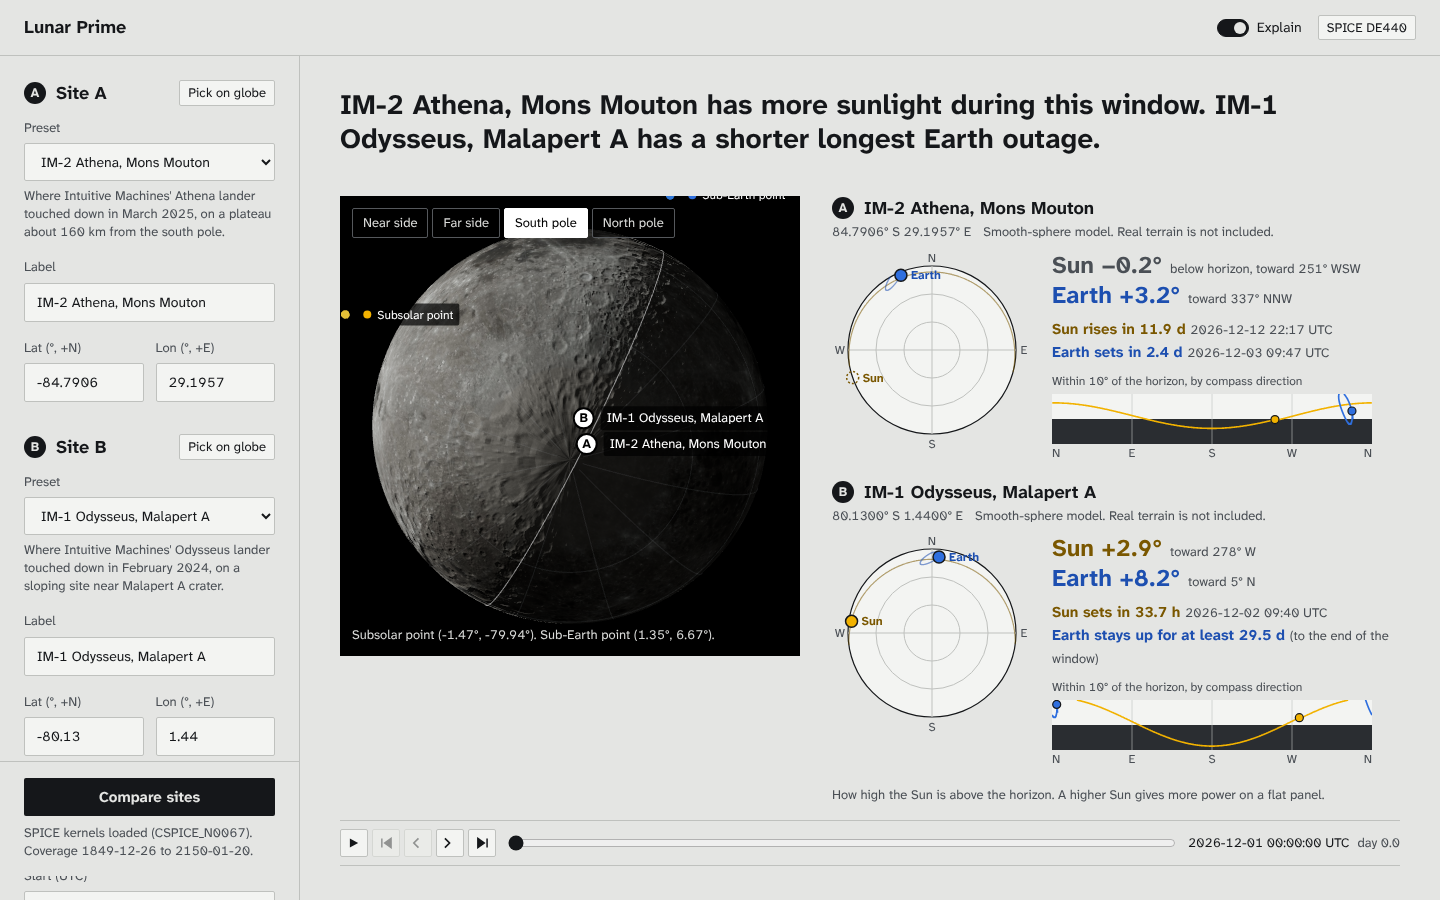 Lunar Prime
Explain
SPICE DE440
A
Site A
Pick on globe
Preset
IM-2 Athena, Mons Mouton
Where Intuitive Machines' Athena lander
touched down in March 2025, on a plateau
about 160 km from the south pole.
Label
IM-2 Athena, Mons Mouton
Lat (°, +N)
Lon (°, +E)
-84.7906
29.1957
B
Site B
Pick on globe
Preset
IM-1 Odysseus, Malapert A
Where Intuitive Machines' Odysseus lander
touched down in February 2024, on a
sloping site near Malapert A crater.
Label
IM-1 Odysseus, Malapert A
Lat (°, +N)
Lon (°, +E)
-80.13
1.44
Compare sites
SPICE kernels loaded (CSPICE_N0067).
Coverage 1849-12-26 to 2150-01-20.
Start (UTC)
IM-2 Athena, Mons Mouton has more sunlight during this window. IM-1
Odysseus, Malapert A has a shorter longest Earth outage.
Sub-Earth point
Near side
Far side
South pole
North pole
Subsolar point
B
IM-1 Odysseus, Malapert A
A
IM-2 Athena, Mons Mouton
Subsolar point (-1.47°, -79.94°). Sub-Earth point (1.35°, 6.67°).
A
IM-2 Athena, Mons Mouton
84.7906° S 29.1957° E Smooth-sphere model. Real terrain is not included.
N
Earth
W
E
Sun
S
Sun −0.2° below horizon, toward 251° WSW
Earth +3.2° toward 337° NNW
Sun rises in 11.9 d 2026-12-12 22:17 UTC
Earth sets in 2.4 d 2026-12-03 09:47 UTC
Within 10° of the horizon, by compass direction
N E S W N
B
IM-1 Odysseus, Malapert A
80.1300° S 1.4400° E Smooth-sphere model. Real terrain is not included.
N
Earth
Sun
W
E
S
Sun +2.9° toward 278° W
Earth +8.2° toward 5° N
Sun sets in 33.7 h 2026-12-02 09:40 UTC
Earth stays up for at least 29.5 d (to the end of the
window)
Within 10° of the horizon, by compass direction
N E S W N
How high the Sun is above the horizon. A higher Sun gives more power on a flat panel.
2026-12-01 00:00:00 UTC day 0.0